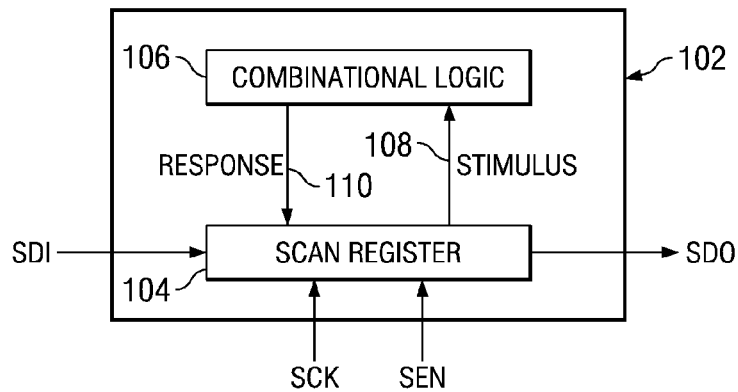 106
COMBINATIONAL LOGIC
102
RESPONSE
110
108
STIMULUS
SDI
SCAN REGISTER
SDO
104
SCK
SEN